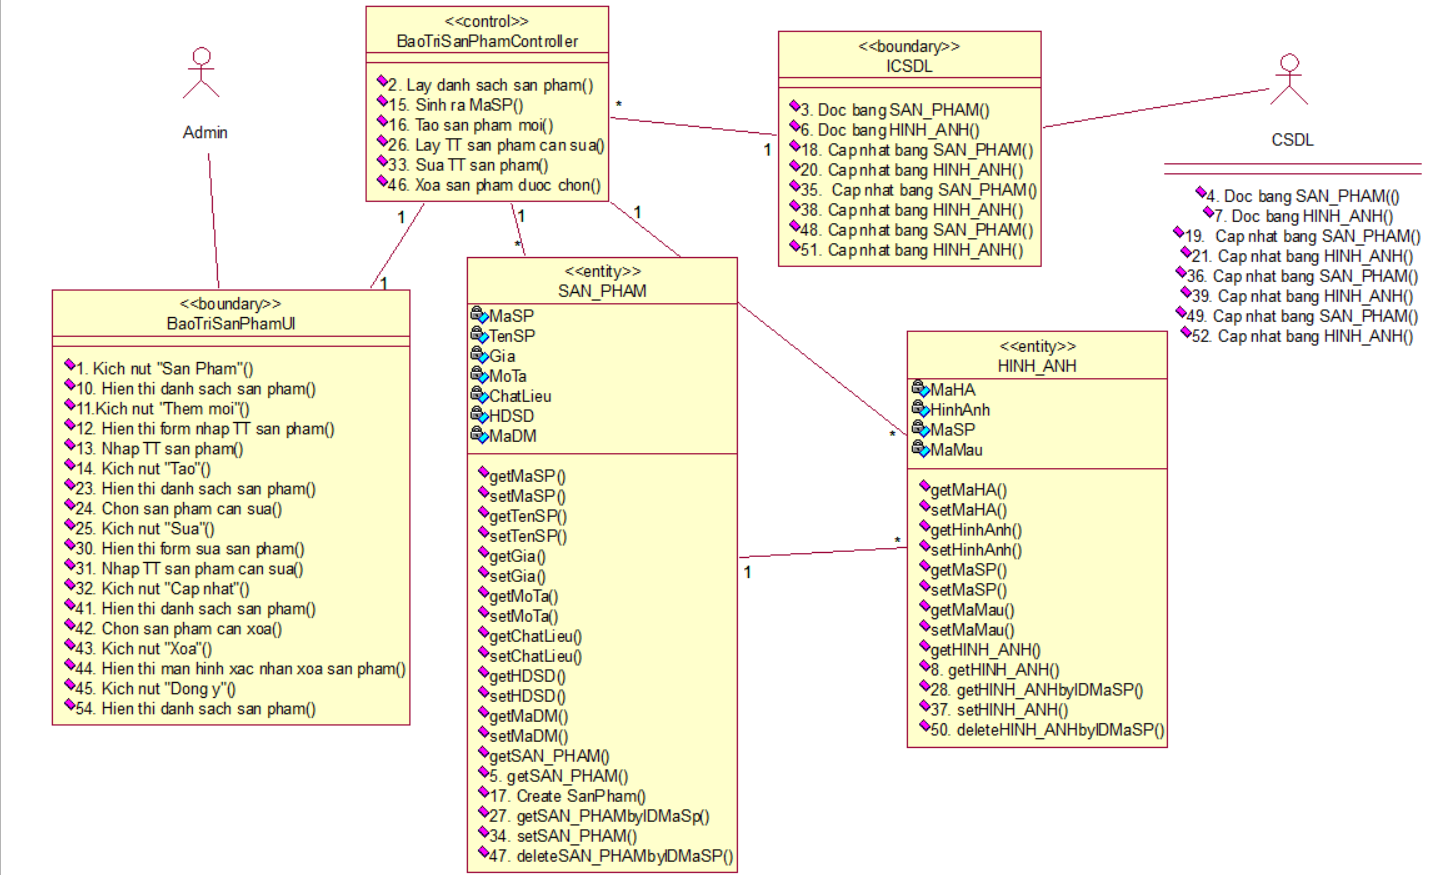 Admin
<<control>>
BaoTriSanPhamController
2. Lay danh sach san pham()
15. Sinh ra MaSP()
16. Tao san pham moi()
26. Lay TT san pham can sua()
33. Sua TT san pham()
46. Xoa san pham duoc chon()
*
1
<<boundary>>
ICSDL
3. Doc bang SAN_PHAM()
6. Doc bang HINH_ANH()
18. Cap nhat bang SAN_PHAM()
20. Cap nhat bang HINH_ANH()
35. Cap nhat bang SAN_PHAM()
38. Cap nhat bang HINH_ANH()
48. Cap nhat bang SAN_PHAM()
51. Cap nhat bang HINH_ANH()
CSDL
4. Doc bang SAN_PHAM(()
7. Doc bang HINH_ANH()
19. Cap nhat bang SAN_PHAM()
21. Cap nhat bang HINH_ANH()
36. Cap nhat bang SAN_PHAM()
39. Cap nhat bang HINH_ANH()
49. Cap nhat bang SAN_PHAM()
52. Cap nhat bang HINH_ANH()
1
1
1
*
1
<<boundary>>
BaoTriSanPhamUI
1. Kich nut "San Pham"()
10. Hien thi danh sach san pham()
11.Kich nut "Them moi"()
12. Hien thi form nhap TT san pham()
13. Nhap TT san pham()
14. Kich nut "Tao"()
23. Hien thi danh sach san pham()
24. Chon san pham can sua()
25. Kich nut "Sua"()
30. Hien thi form sua san pham()
31. Nhap TT san pham can sua()
32. Kich nut "Cap nhat"()
41. Hien thi danh sach san pham()
42. Chon san pham can xoa()
43. Kich nut "Xoa"()
44. Hien thi man hinh xac nhan xoa san pham()
45. Kich nut "Dong y"()
54. Hien thi danh sach san pham()
<<entity>>
SAN_PHAM
MaSP
TenSP
Gia
MoTa
ChatLieu
HDSD
MaDM
getMaSP()
setMaSP()
getTenSP()
setTenSP()
getGia()
setGia()
getMoTa()
setMoTa()
getChatLieu()
setChatLieu()
getHDSD()
setHDSD()
getMaDM()
setMaDM()
getSAN_PHAM()
5. getSAN_PHAM()
17. Create SanPham()
27. getSAN_PHAMbyIDMaSp()
34. setSAN_PHAM()
47. deleteSAN_PHAMbyIDMaSP()
*
*
1
<<entity>>
HINH_ANH
MaHA
HinhAnh
MaSP
MaMau
getMaHA()
setMaHA()
getHinhAnh()
setHinhAnh()
getMaSP()
setMaSP()
getMaMau()
setMaMau()
getHINH_ANH()
8. getHINH_ANH()
28. getHINH_ANHbyIDMaSP()
37. setHINH_ANH()
50. deleteHINH_ANHbyIDMaSP()